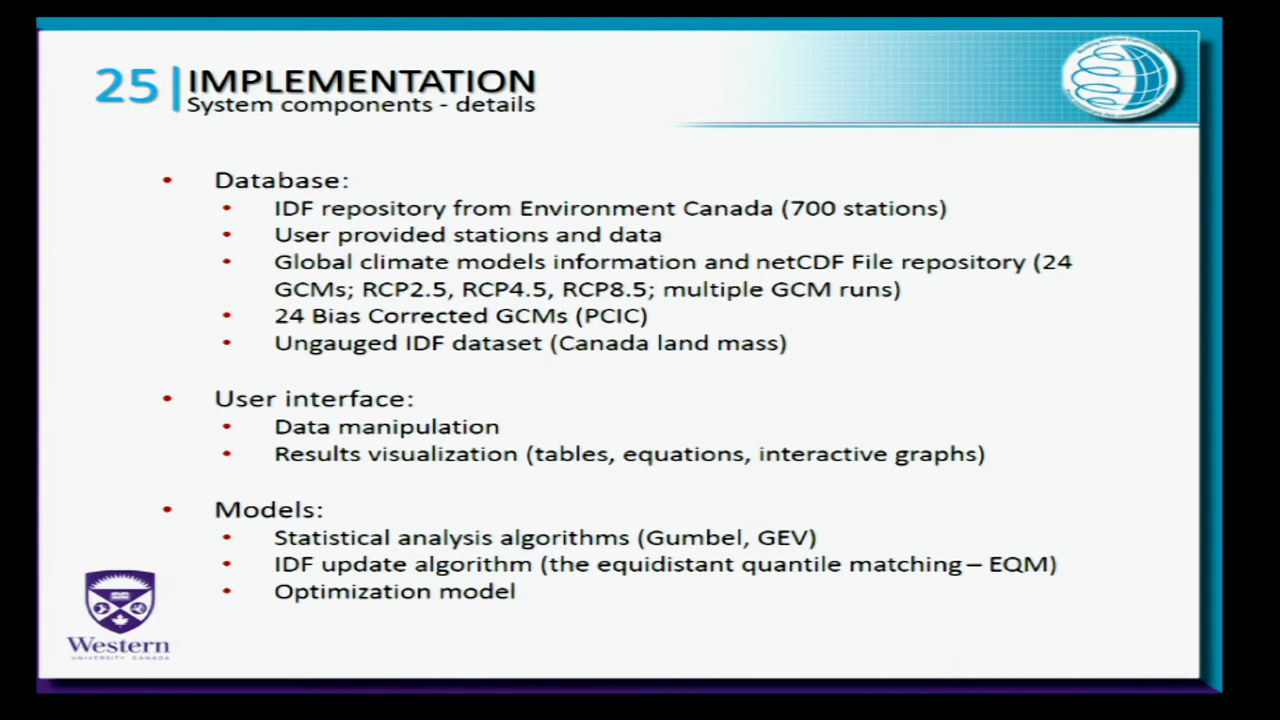 25
IMPLEMENTATION
System components - details
• Database:
• IDF repository from Environment Canada (700 stations)
• User provided stations and data
• Global climate models information and netCDF File repository (24
GCMs; RCP2.5, RCP4.5, RCP8.5; multiple GCM runs)
• 24 Bias Corrected GCMs (PCIC)
• Ungauged IDF dataset (Canada land mass)
• User interface:
• Data manipulation
• Results visualization (tables, equations, interactive graphs)
• Models:
• Statistical analysis algorithms (Gumbel, GEV)
• IDF update algorithm (the equidistant quantile matching – EQM)
• Optimization model
Western
UNIVERSITY · CANADA